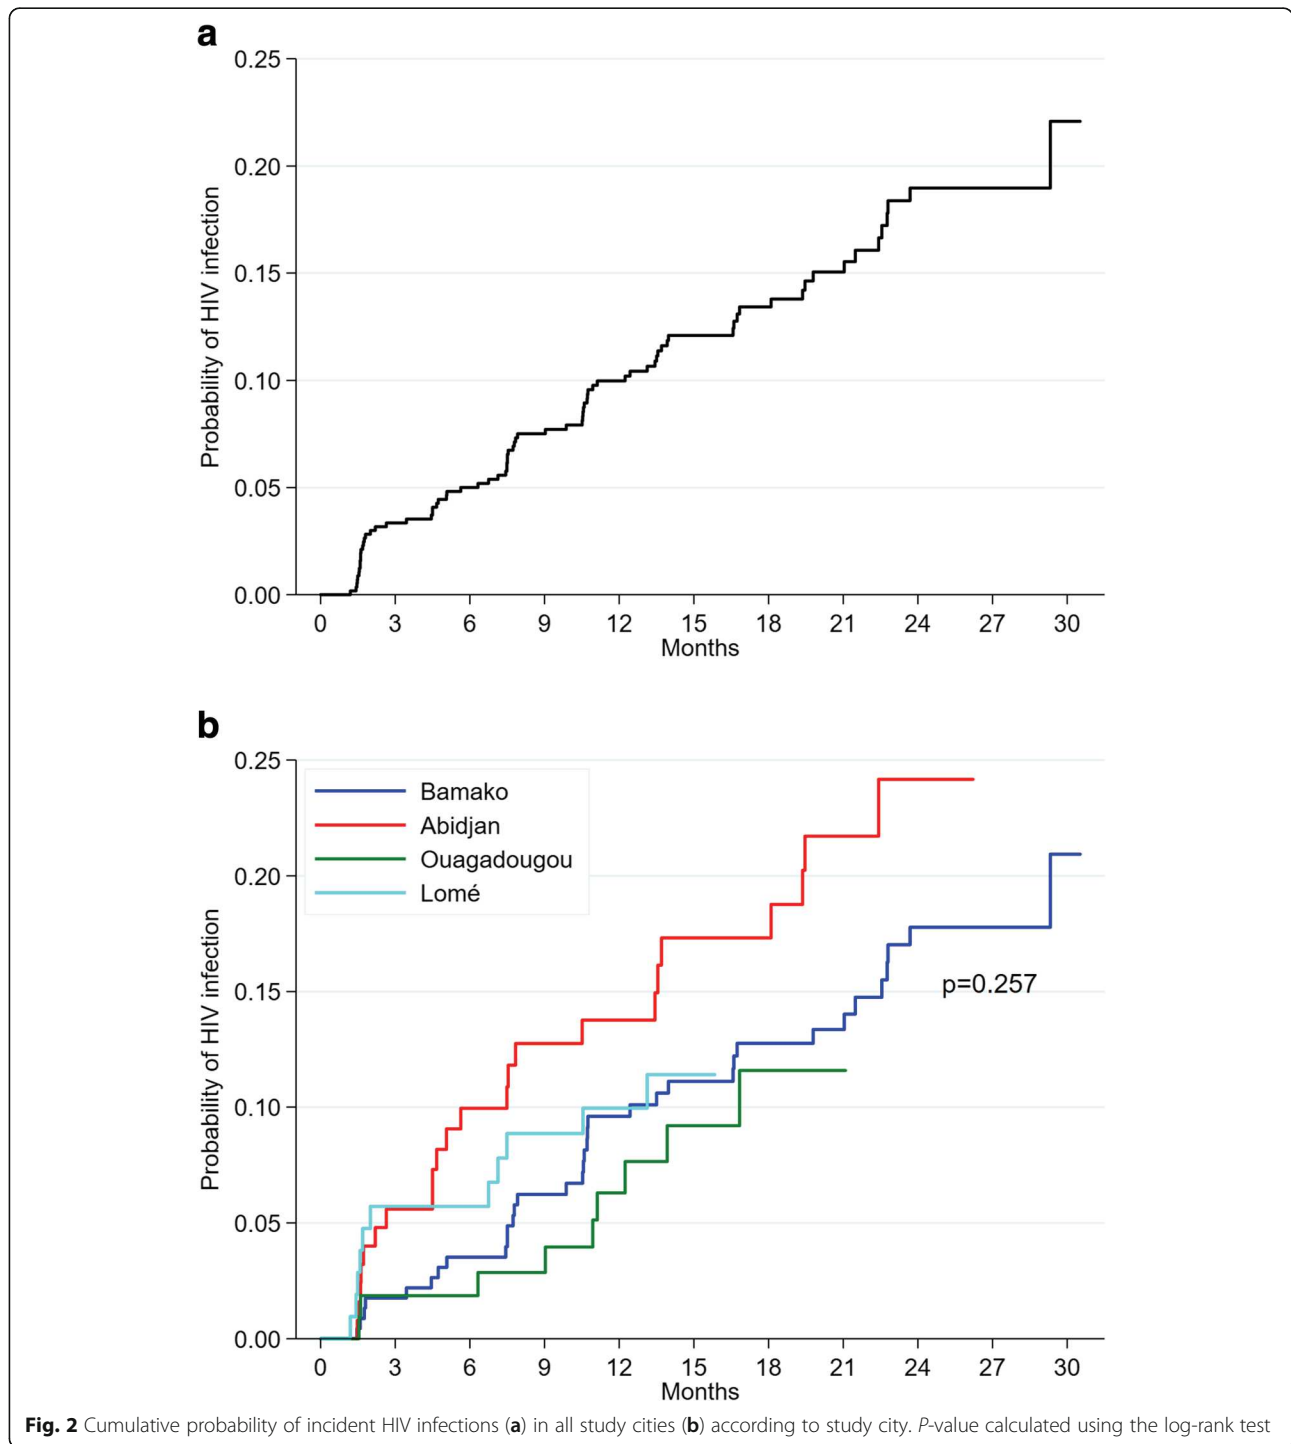 a
0.25
0.20
0.15
0.10
0.05
0.00
Probability of HIV infection
0 3 6 9 12 15 18 21 24 27 30
Months
b
0.25
0.20
0.15
0.10
0.05
0.00
Probability of HIV infection
Bamako
Abidjan
Ouagadougou
Lomé
p=0.257
0 3 6 9 12 15 18 21 24 27 30
Months
Fig. 2 Cumulative probability of incident HIV infections (a) in all study cities (b) according to study city. P-value calculated using the log-rank test